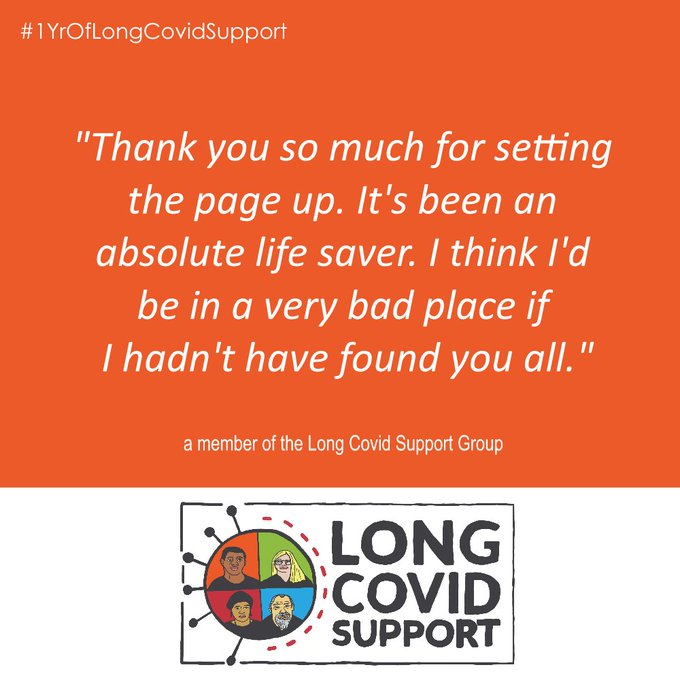 #1YrOfLongCovidSupport
"Thank you so much for setting
the page up. It's been an
absolute life saver. I think I'd
be in a very bad place if
I hadn't have found you all."
a member of the Long Covid Support Group
LONG
COVID
SUPPORT